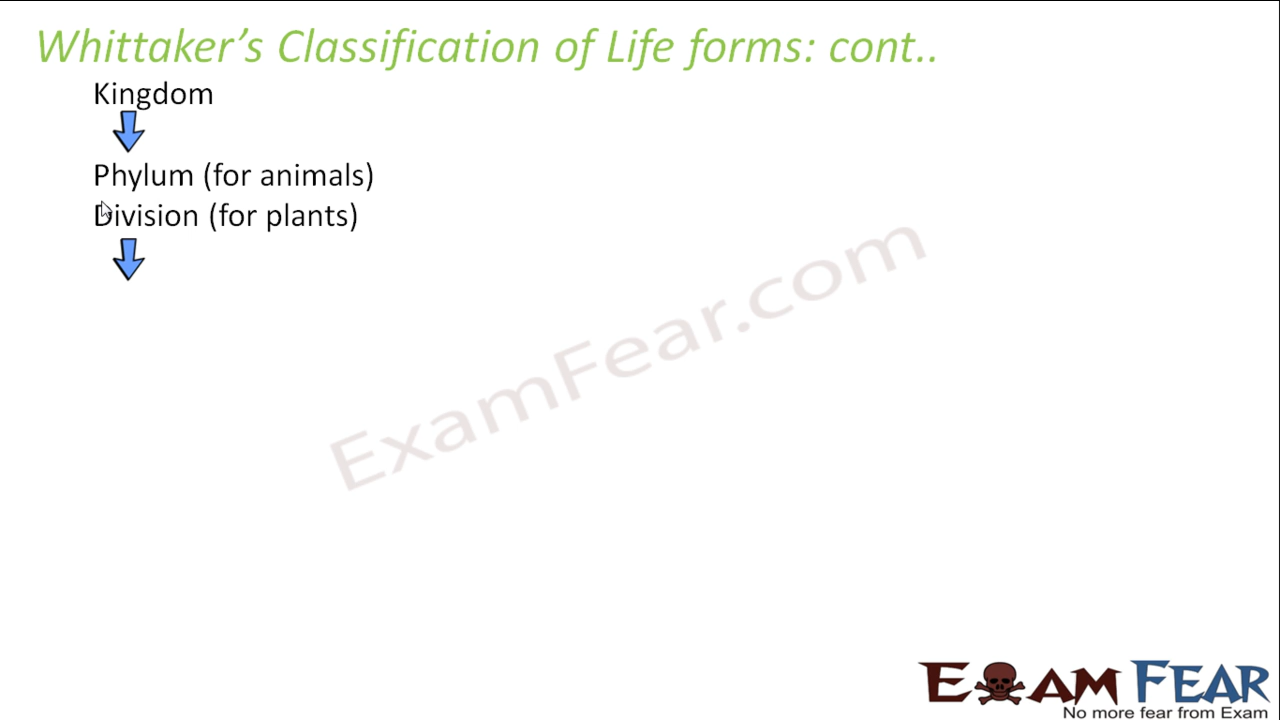 Whittaker's Classification of Life forms: cont..
Kingdom
Phylum (for animals)
Division (for plants)
ExamFear.com
EXAM FEAR
No more fear from Exam